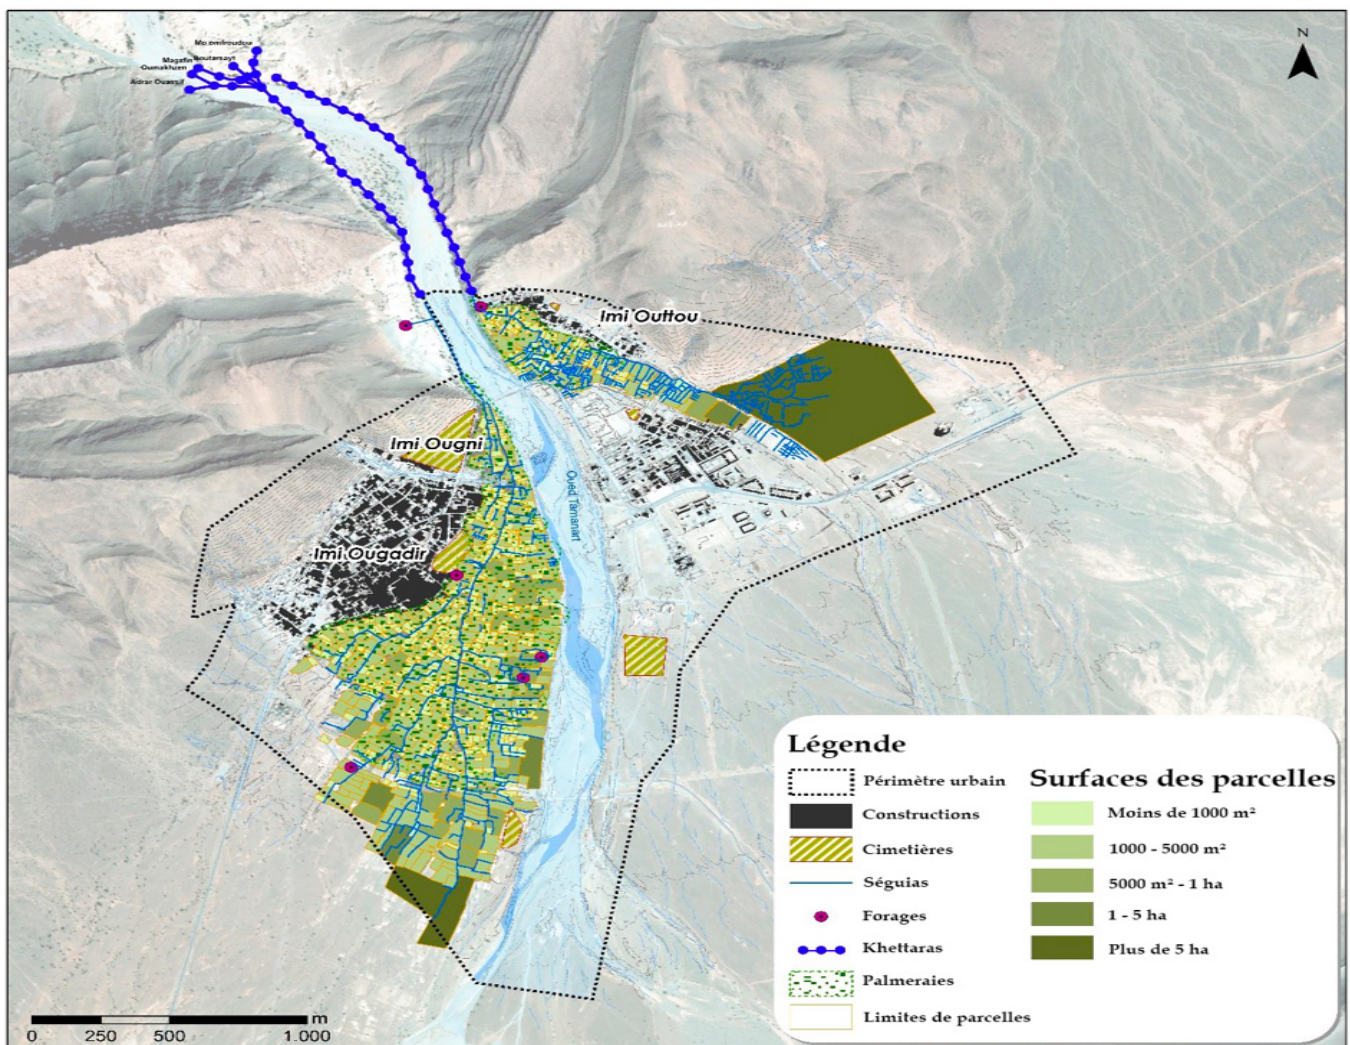 N
Magafin
Oumakhzen
Imi Outtou
Imi Ougni
Oued Tamanart
Imi Ougadir
Légende
Périmètre urbain
Constructions
Cimetières
Séguias
Forages
Khettaras
Palmeraies
Limites de parcelles
Surfaces des parcelles
Moins de 1000 m²
1000 - 5000 m²
5000 m² - 1 ha
1 - 5 ha
Plus de 5 ha
m
0 250 500 1.000